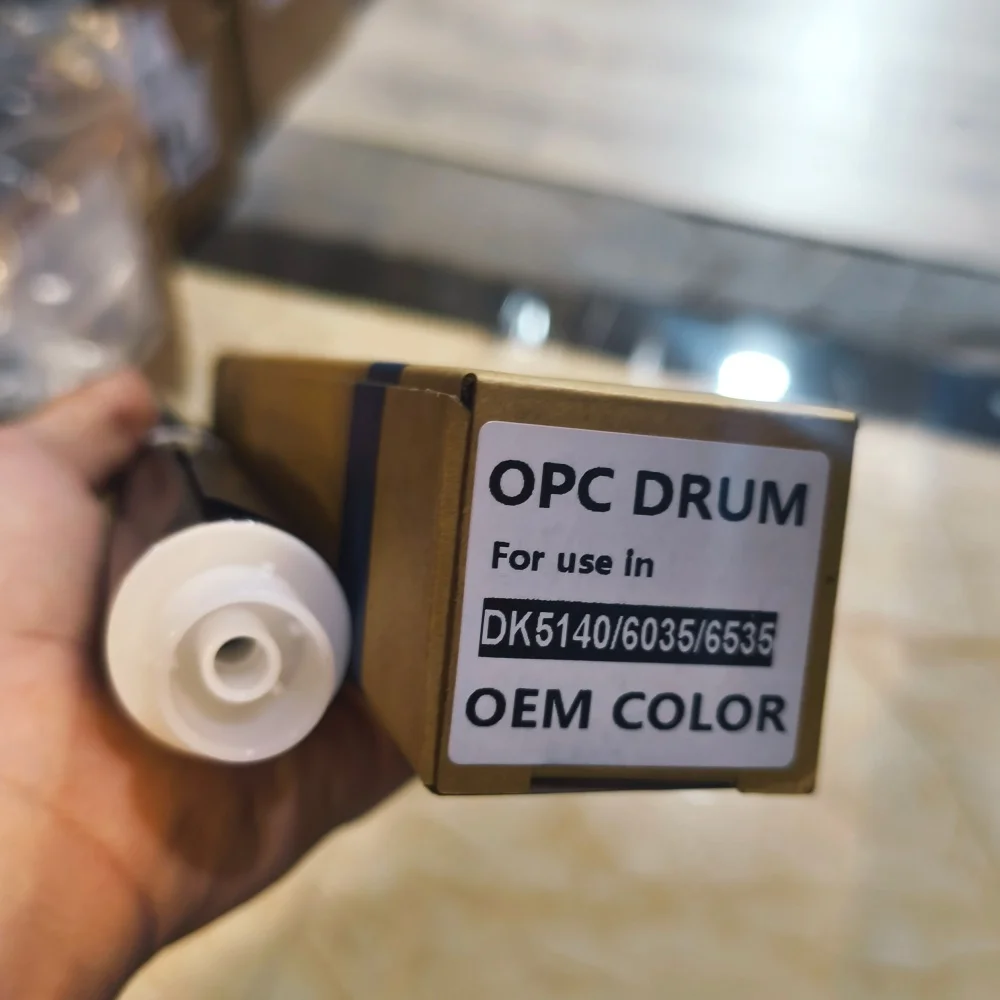 OPC DRUM
For use in
DK5140/6035/6535
OEM COLOR